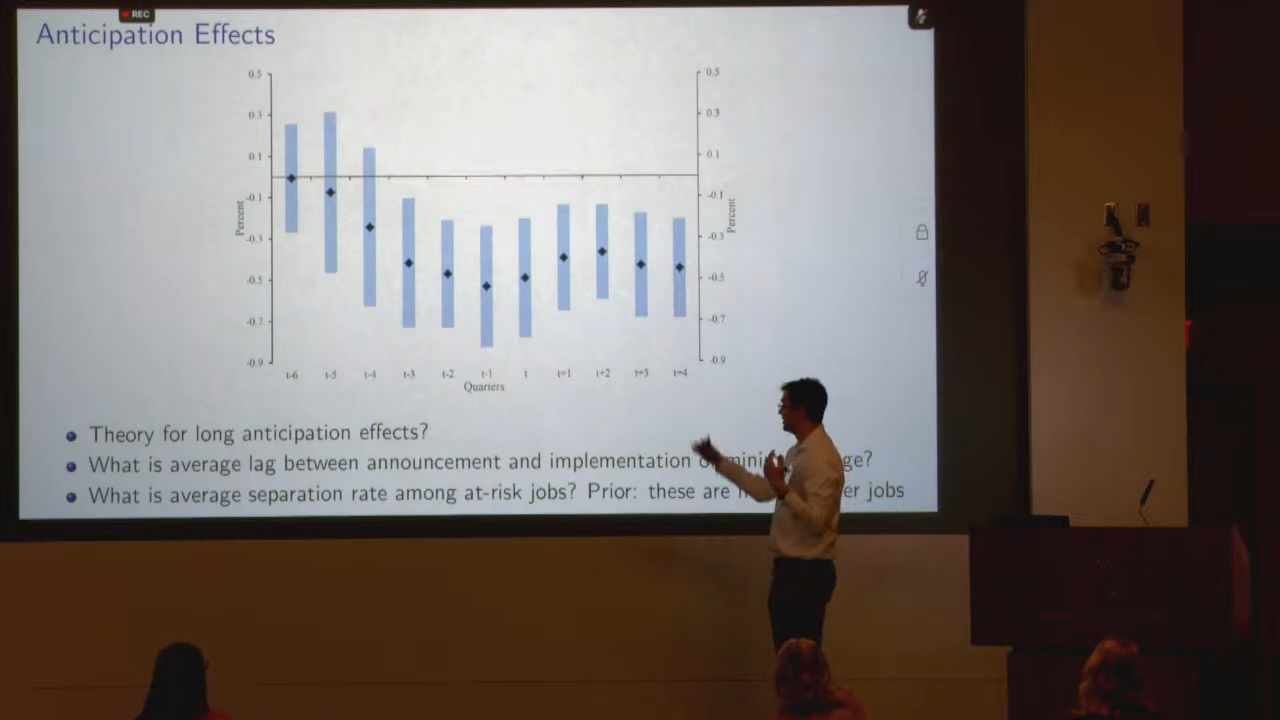 REC
Anticipation Effects
0.5 0.5
0.3 0.3
0.1 0.1
-0.1 -0.1
-0.3 -0.3
-0.5 -0.5
-0.7 -0.7
-0.9 -0.9
Percent Percent
t-6 t-5 t-4 t-3 t-2 t-1 t t+1 t+2 t+3 t+4
Quarters
Theory for long anticipation effects?
What is average lag between announcement and implementation
What is average separation rate among at-risk jobs? Prior: these are jobs